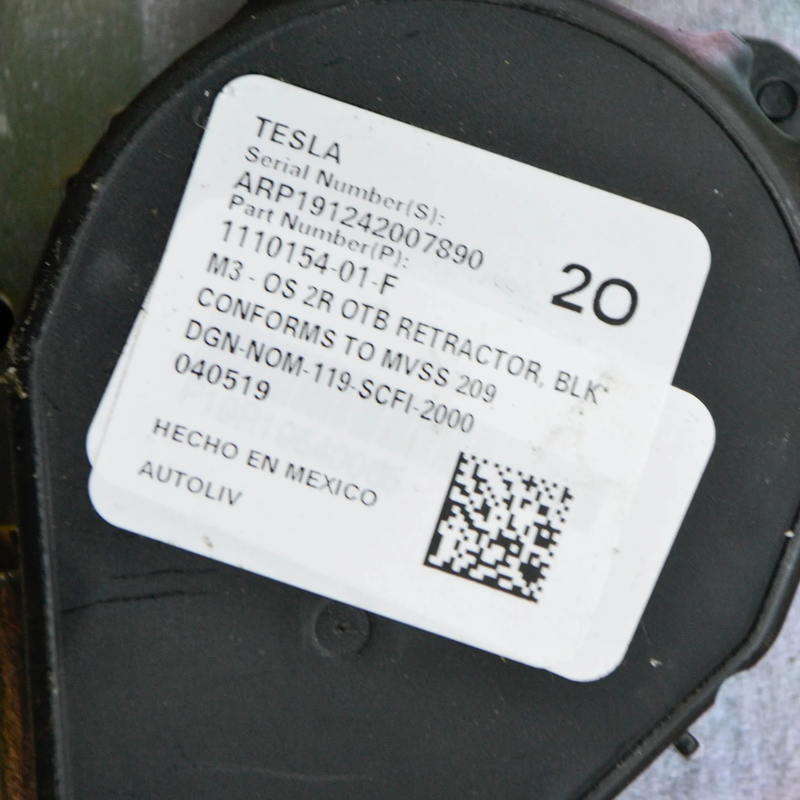 TESLA
Serial Number(S):
ARP191242007890
Part Number(P):
1110154-01-F
20
M3 - OS 2R OTB RETRACTOR, BLK*
CONFORMS TO MVSS 209
DGN-NOM-119-SCFI-2000
040519
HECHO EN MEXICO
AUTOLIV